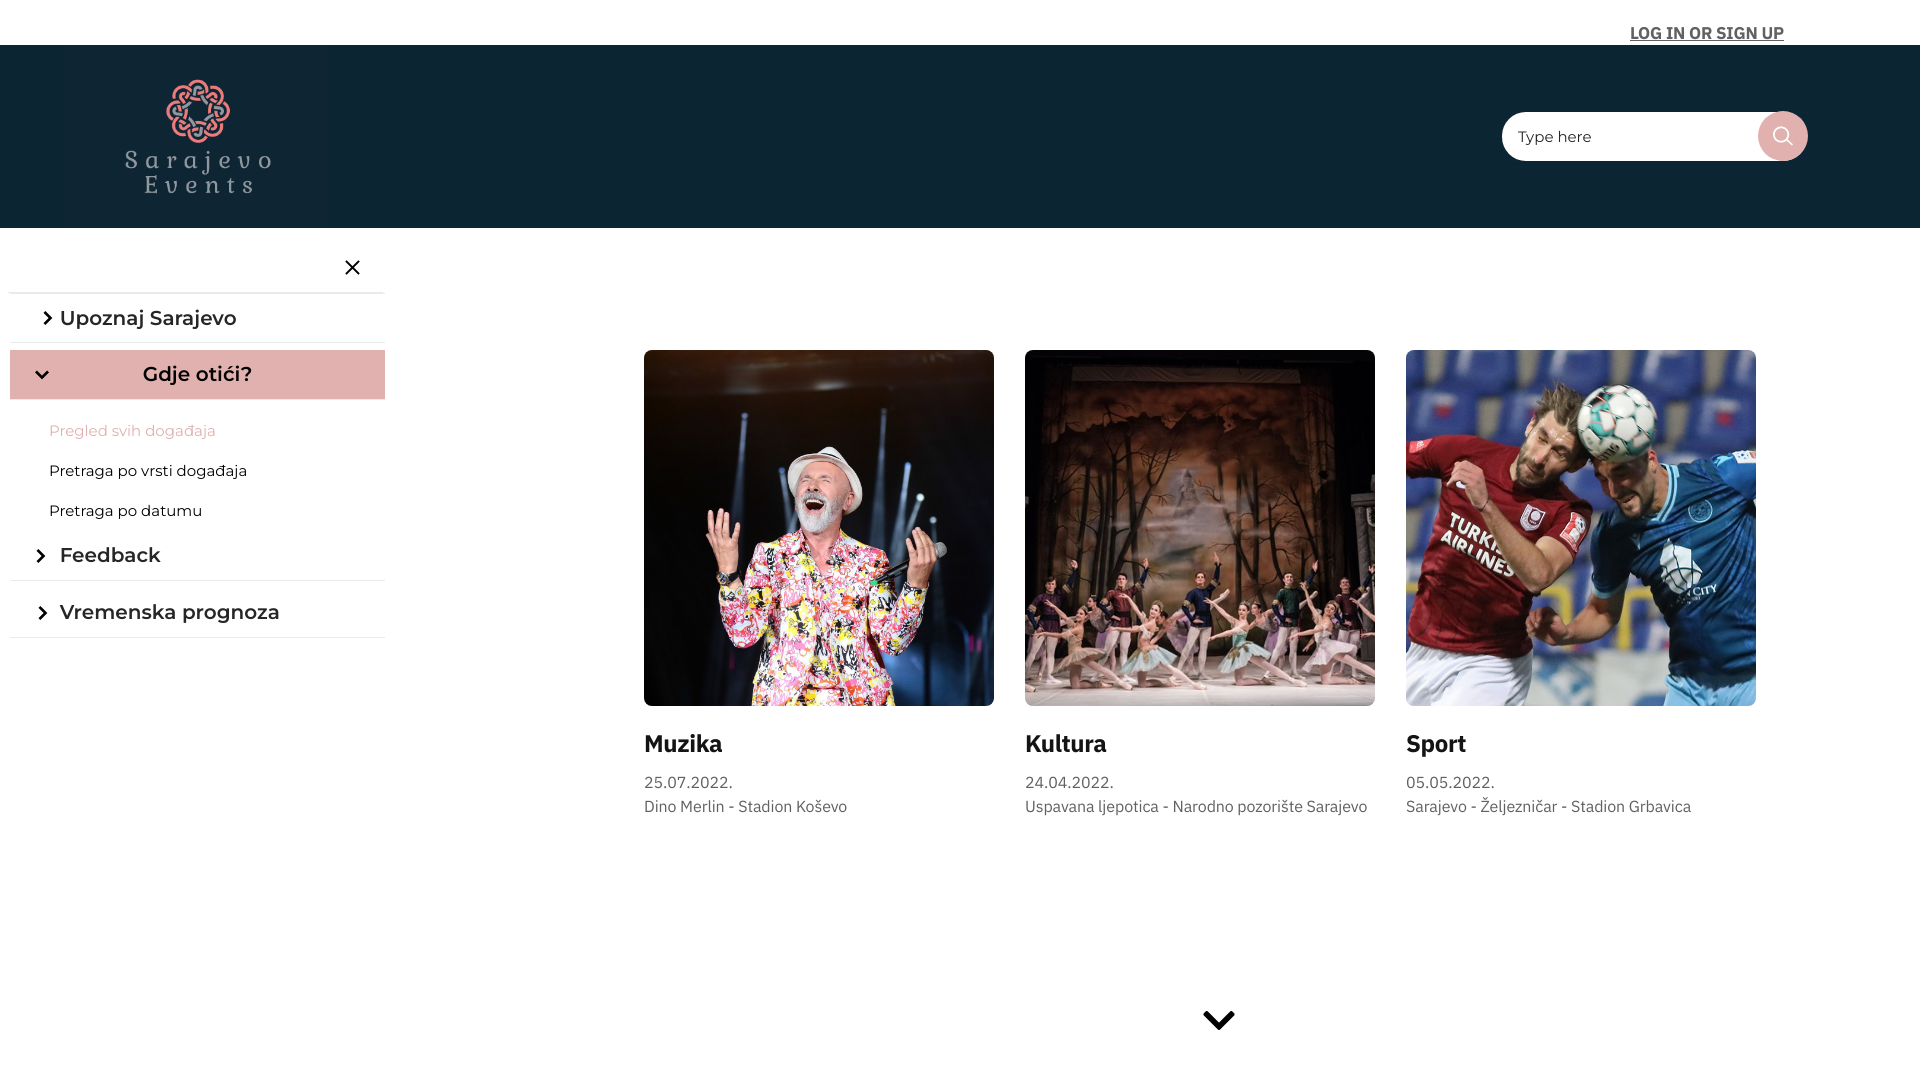 LOG IN OR SIGN UP
Sarajevo
Events
Type here
Upoznaj Sarajevo
Gdje otići?
Pregled svih događaja
Pretraga po vrsti događaja
Pretraga po datumu
Feedback
Vremenska prognoza
TURKISH
AIRLINES
CITY
Muzika
25.07.2022.
Dino Merlin - Stadion Koševo
Kultura
24.04.2022.
Uspavana ljepotica - Narodno pozorište Sarajevo
Sport
05.05.2022.
Sarajevo - Željezničar - Stadion Grbavica